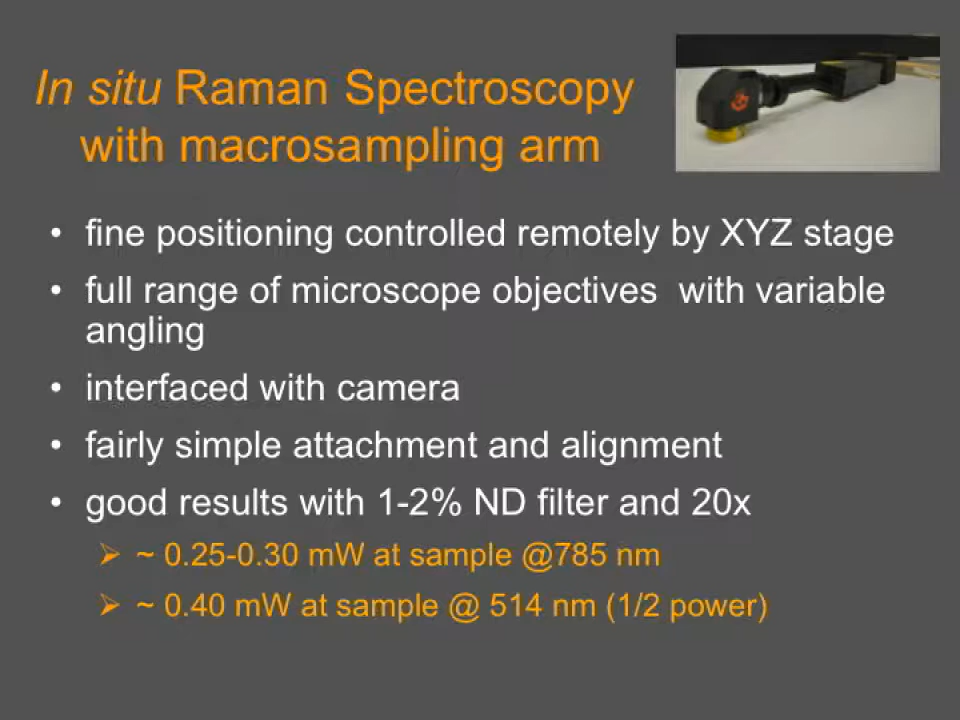 In situ Raman Spectroscopy
with macrosampling arm
• fine positioning controlled remotely by XYZ stage
• full range of microscope objectives with variable
angling
• interfaced with camera
• fairly simple attachment and alignment
• good results with 1-2% ND filter and 20x
➢ ~ 0.25-0.30 mW at sample @785 nm
➢ ~ 0.40 mW at sample @ 514 nm (1/2 power)